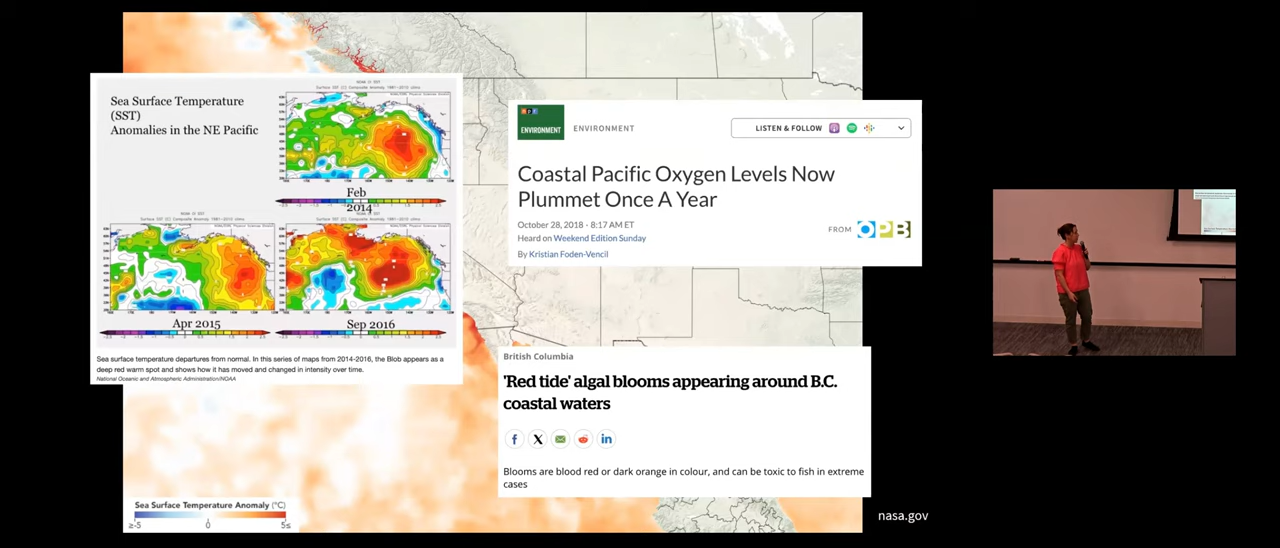 Sea Surface Temperature
(SST)
Anomalies in the NE Pacific
Feb
2014
Apr 2015
Sep 2016
Sea surface temperature departures from normal. In this series of maps from 2014-2016, the Blob appears as a
deep red warm spot and shows how it has moved and changed in intensity over time.
National Oceanic and Atmospheric Administration/NOAA
ENVIRONMENT
ENVIRONMENT
LISTEN & FOLLOW
Coastal Pacific Oxygen Levels Now
Plummet Once A Year
October 28, 2018 · 8:17 AM ET
Heard on Weekend Edition Sunday
By Kristian Foden-Vencil
FROM OPB
British Columbia
'Red tide' algal blooms appearing around B.C.
coastal waters
Blooms are blood red or dark orange in colour, and can be toxic to fish in extreme
cases
Sea Surface Temperature Anomaly (°C)
≥-5 0 5≤
nasa.gov